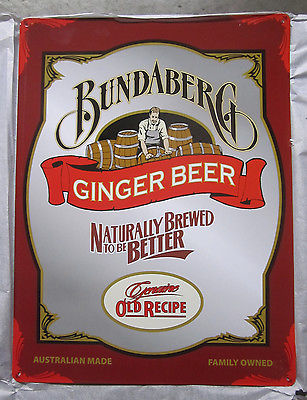 BUNDABERG
GINGER BEER
NATURALLY BREWED
TO BE BETTER
Genuine
OLD RECIPE
AUSTRALIAN MADE FAMILY OWNED